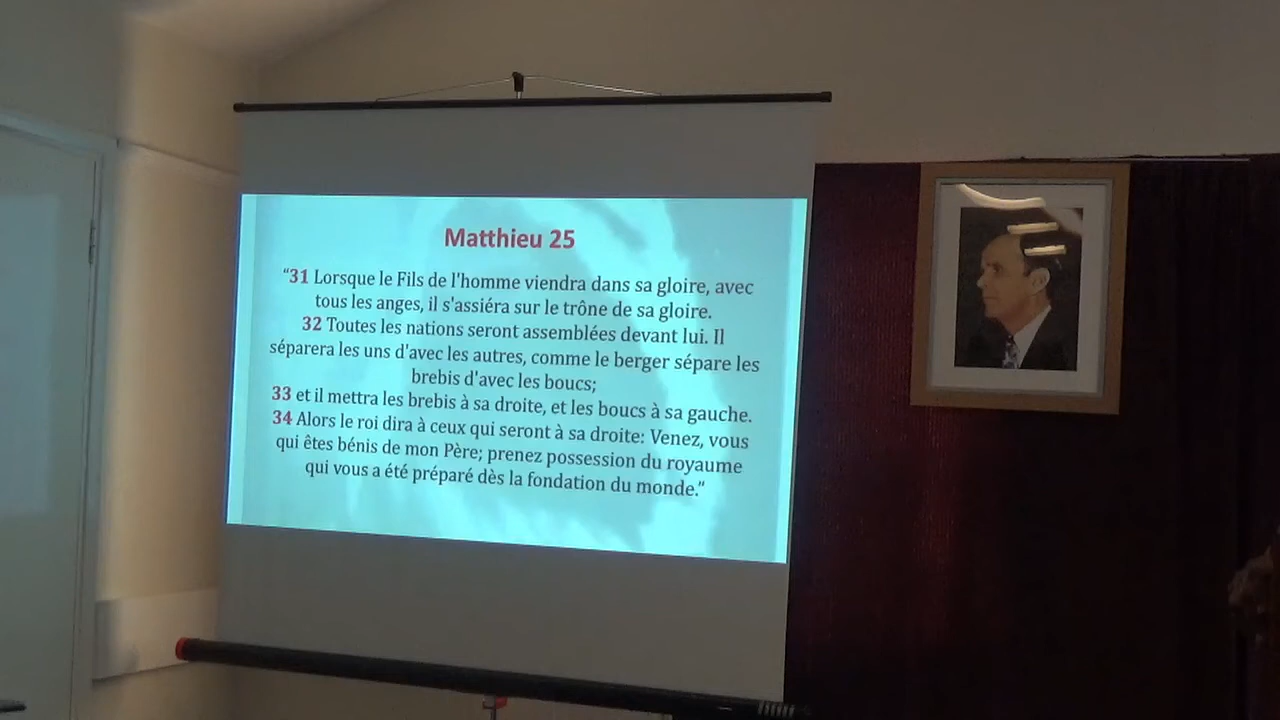 Matthieu 25
“31 Lorsque le Fils de l'homme viendra dans sa gloire, avec
tous les anges, il s'assiéra sur le trône de sa gloire.
32 Toutes les nations seront assemblées devant lui. Il
séparera les uns d'avec les autres, comme le berger sépare les
brebis d'avec les boucs;
33 et il mettra les brebis à sa droite, et les boucs à sa gauche.
34 Alors le roi dira à ceux qui seront à sa droite: Venez, vous
qui êtes bénis de mon Père; prenez possession du royaume
qui vous a été préparé dès la fondation du monde.”